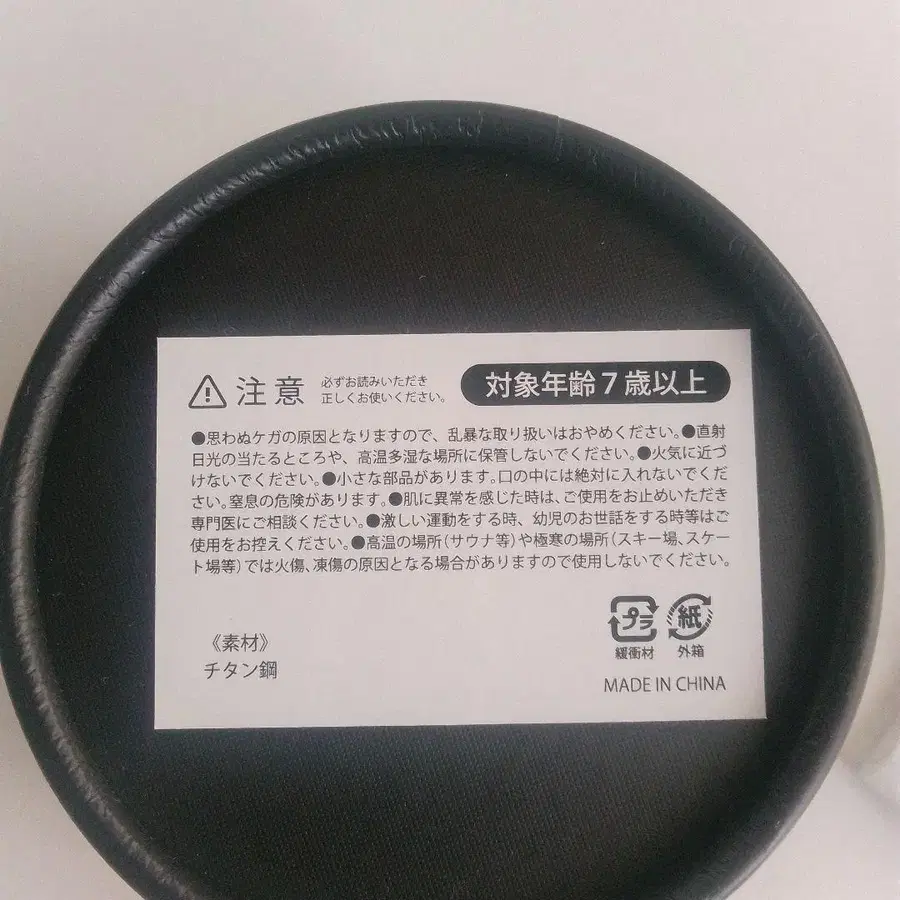 注意
必ずお読みいただき
正しくお使いください。
対象年齢7歳以上
●思わぬケガの原因となりますので、乱暴な取り扱いはおやめください。●直射
日光の当たるところや、高温多湿な場所に保管しないでください。●火気に近づ
けないでください。●小さな部品があります。口の中には絶対に入れないでくだ
さい。窒息の危険があります。●肌に異常を感じた時は、ご使用をお止めいただき
専門医にご相談ください。●激しい運動をする時、幼児のお世話をする時等はご
使用をお控えください。●高温の場所(サウナ等)や極寒の場所(スキー場、スケー
ト場等)では火傷、凍傷の原因となる場合がありますので使用しないでください。
プラ 紙
緩衝材 外箱
《素材》
チタン鋼
MADE IN CHINA